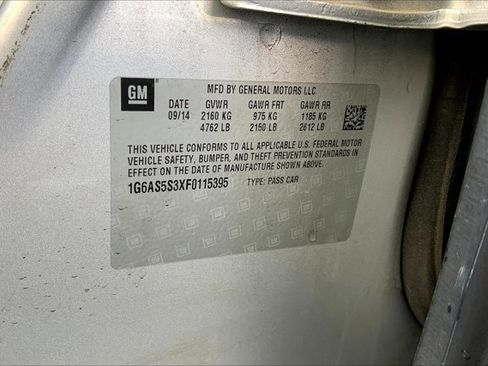 GM
MFD BY GENERAL MOTORS LLC
DATE GVWR GAWR FRT GAWR RR
09/14 2160 KG 975 KG 1185 KG
4762 LB 2150 LB 2612 LB
THIS VEHICLE CONFORMS TO ALL APPLICABLE U.S. FEDERAL MOTOR
VEHICLE SAFETY, BUMPER, AND THEFT PREVENTION STANDARDS IN
EFFECT ON THE DATE OF MANUFACTURE SHOWN ABOVE.
1G6AS5S3XF0115395 TYPE: PASS CAR